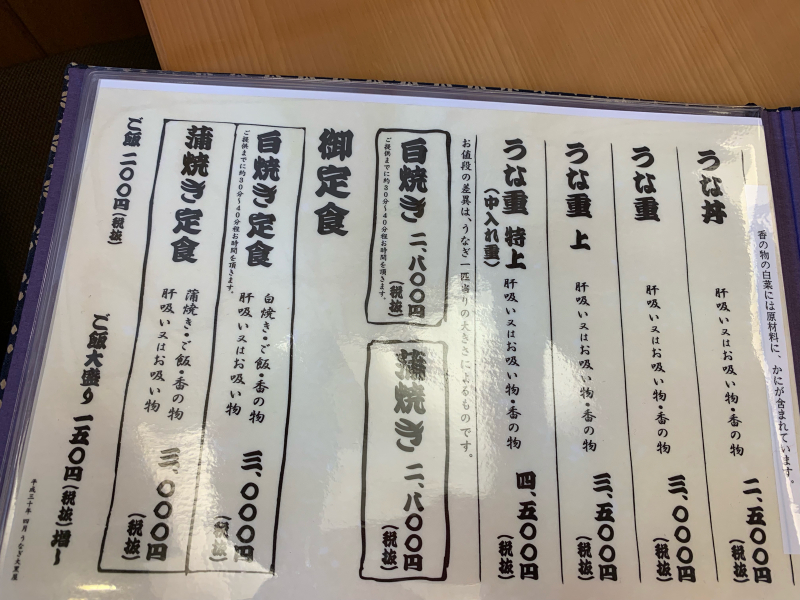 香の物の白菜には原材料に、かにが含まれています。
うな丼 肝吸い又はお吸い物・香の物 二、五〇〇円(税抜)
うな重 肝吸い又はお吸い物・香の物 三、〇〇〇円(税抜)
うな重 上 肝吸い又はお吸い物・香の物 三、五〇〇円(税抜)
うな重 特上 肝吸い又はお吸い物・香の物 四、五〇〇円(税抜)
(中入れ重)
お値段の差異は、うなぎ一匹当りの大きさによるものです。
白焼き 二、八〇〇円(税抜)
ご提供までに約30分〜40分程お時間を頂きます。
蒲焼き 二、八〇〇円(税抜)
御定食
白焼き定食 白焼き・ご飯・香の物
肝吸い又はお吸い物 三、〇〇〇円(税抜)
ご提供までに約30分〜40分程お時間を頂きます。
蒲焼き定食 蒲焼き・ご飯・香の物
肝吸い又はお吸い物 三、〇〇〇円(税抜)
ご飯 二〇〇円(税抜)
ご飯大盛り 一五〇円(税抜)増〜
平成三十年 四月 うなぎ大黒屋